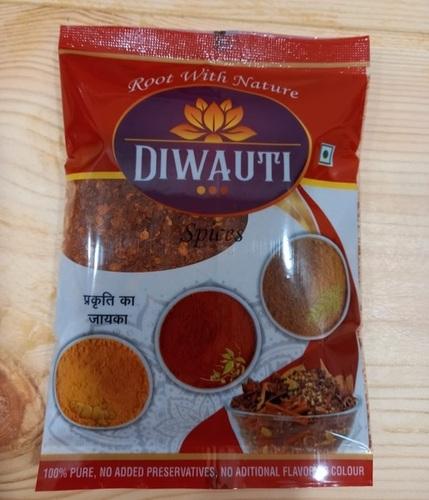 Root With Nature
DIWAUTI
Spices
प्रकृति का
जायका
100% PURE, NO ADDED PRESERVATIVES, NO ADITIONAL FLAVOR & COLOUR